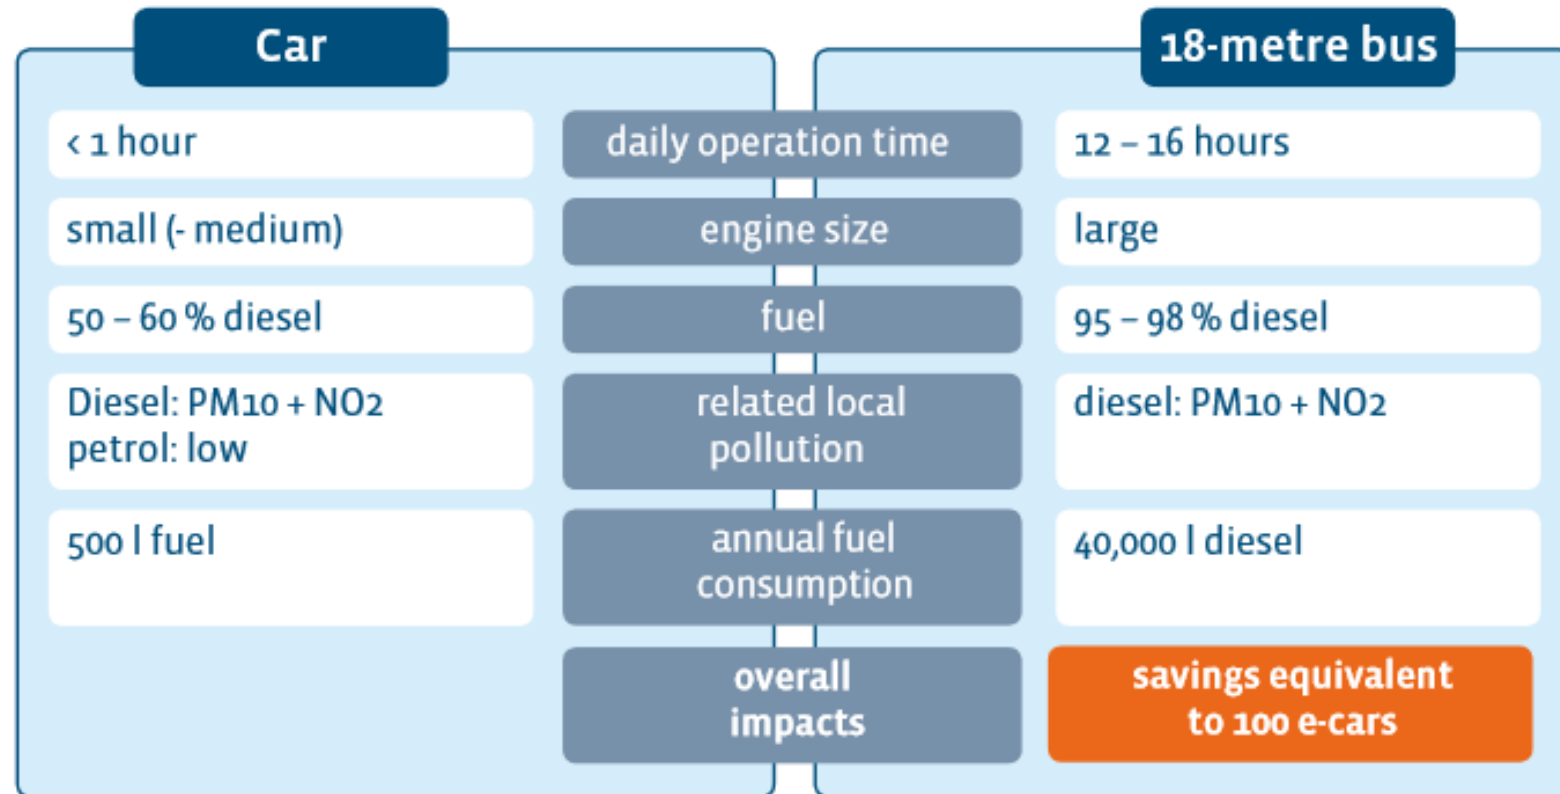 Car
18-metre bus
< 1 hour
daily operation time
12 – 16 hours
small (- medium)
engine size
large
50 – 60 % diesel
fuel
95 – 98 % diesel
Diesel: PM10 + NO2
petrol: low
related local
pollution
diesel: PM10 + NO2
500 l fuel
annual fuel
consumption
40,000 l diesel
overall
impacts
savings equivalent
to 100 e-cars